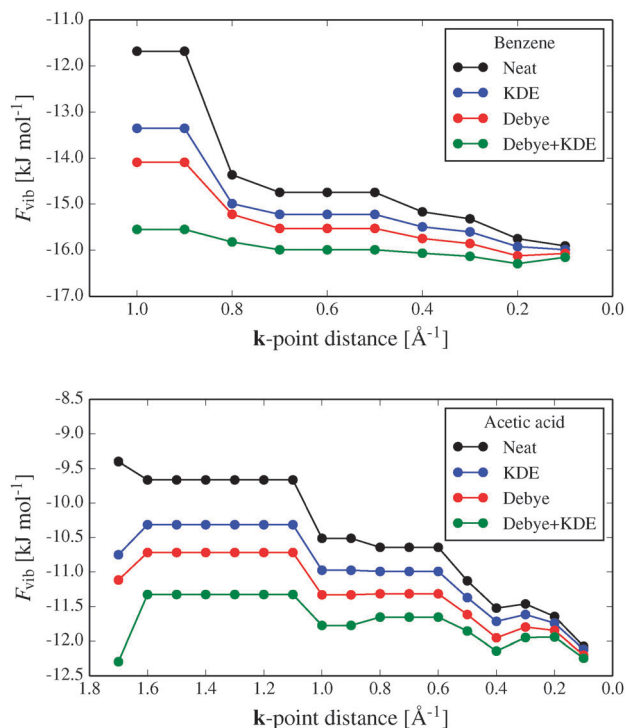 -11.0
-12.0
-13.0
-14.0
-15.0
-16.0
-17.0
F_vib [kJ mol⁻¹]
Benzene
Neat
KDE
Debye
Debye+KDE
1.0 0.8 0.6 0.4 0.2 0.0
k-point distance [Å⁻¹]
-8.5
-9.0
-9.5
-10.0
-10.5
-11.0
-11.5
-12.0
-12.5
F_vib [kJ mol⁻¹]
Acetic acid
Neat
KDE
Debye
Debye+KDE
1.8 1.6 1.4 1.2 1.0 0.8 0.6 0.4 0.2 0.0
k-point distance [Å⁻¹]